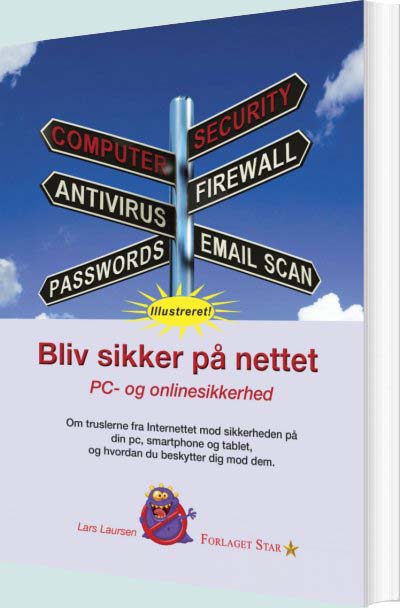 COMPUTER
SECURITY
ANTIVIRUS
FIREWALL
PASSWORDS
EMAIL SCAN
Illustreret!
Bliv sikker på nettet
PC- og onlinesikkerhed
Om truslerne fra Internettet mod sikkerheden på
din pc, smartphone og tablet,
og hvordan du beskytter dig mod dem.
Lars Laursen
FORLAGET STAR